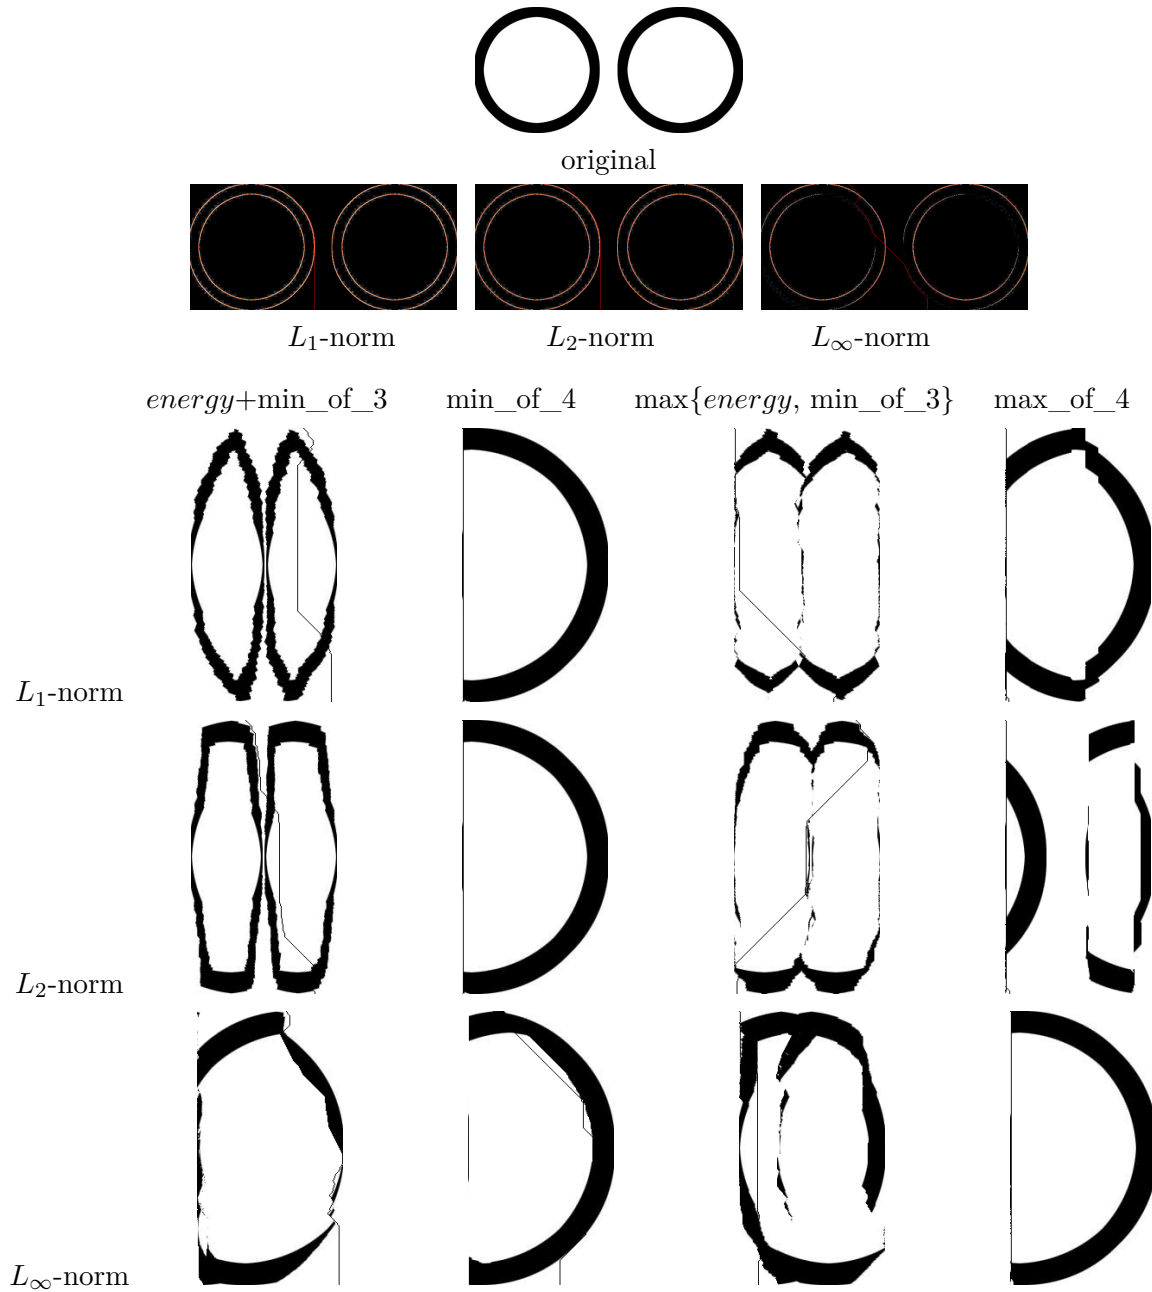 original
L₁-norm L₂-norm L∞-norm
energy+min_of_3 min_of_4 max{energy, min_of_3} max_of_4
L₁-norm
L₂-norm
L∞-norm